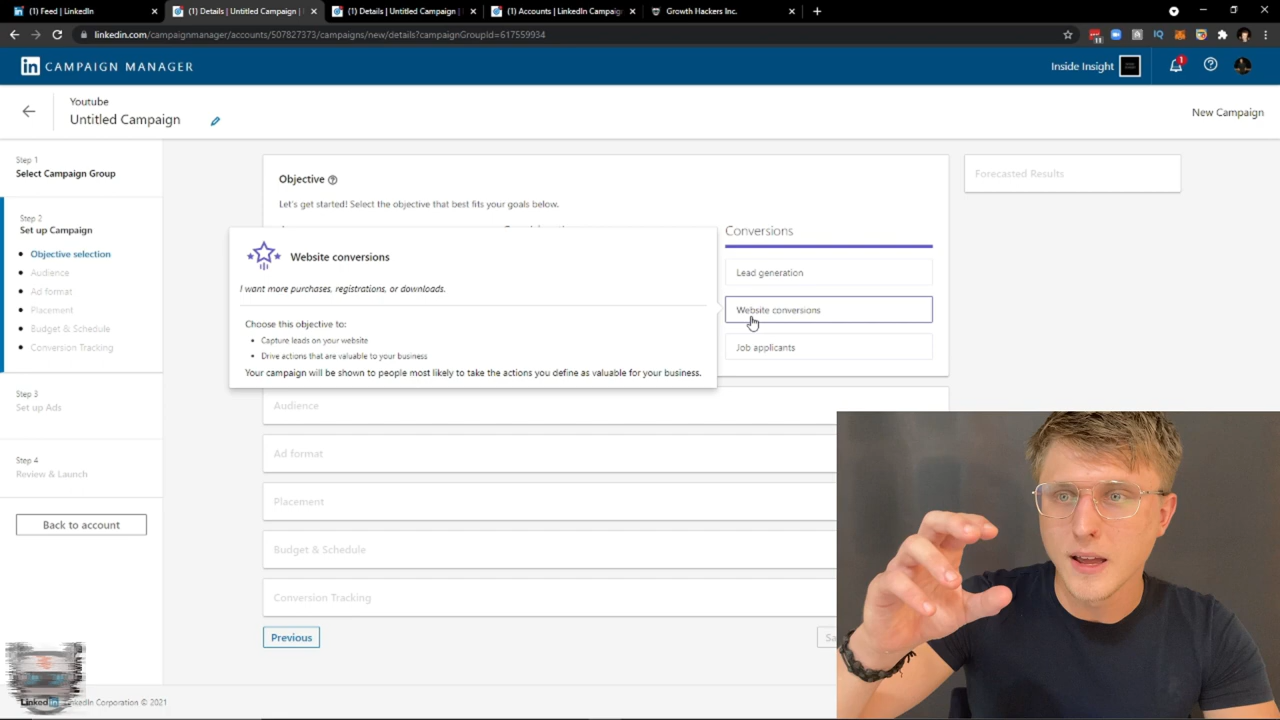 (1) Feed | LinkedIn
(1) Details | Untitled Campaign |
(1) Details | Untitled Campaign |
(1) Accounts | LinkedIn Campaign
Growth Hackers Inc.
linkedin.com/campaignmanager/accounts/507827373/campaigns/new/details?campaignGroupId=617559934
11
IQ
in CAMPAIGN MANAGER
Inside Insight
1
Youtube
Untitled Campaign
New Campaign
Step 1
Select Campaign Group
Step 2
Set up Campaign
Objective selection
Audience
Ad format
Placement
Budget & Schedule
Conversion Tracking
Step 3
Set up Ads
Step 4
Review & Launch
Back to account
Objective
Let's get started! Select the objective that best fits your goals below.
Website conversions
I want more purchases, registrations, or downloads.
Choose this objective to:
Capture leads on your website
Drive actions that are valuable to your business
Your campaign will be shown to people most likely to take the actions you define as valuable for your business.
Conversions
Lead generation
Website conversions
Job applicants
Forecasted Results
Audience
Ad format
Placement
Budget & Schedule
Conversion Tracking
Previous
LinkedIn LinkedIn Corporation © 2021